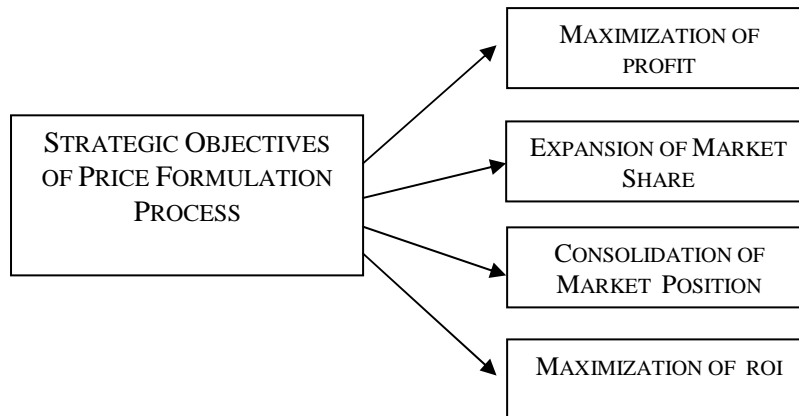 MAXIMIZATION OF
PROFIT
STRATEGIC OBJECTIVES
OF PRICE FORMULATION
PROCESS
EXPANSION OF MARKET
SHARE
CONSOLIDATION OF
MARKET POSITION
MAXIMIZATION OF ROI